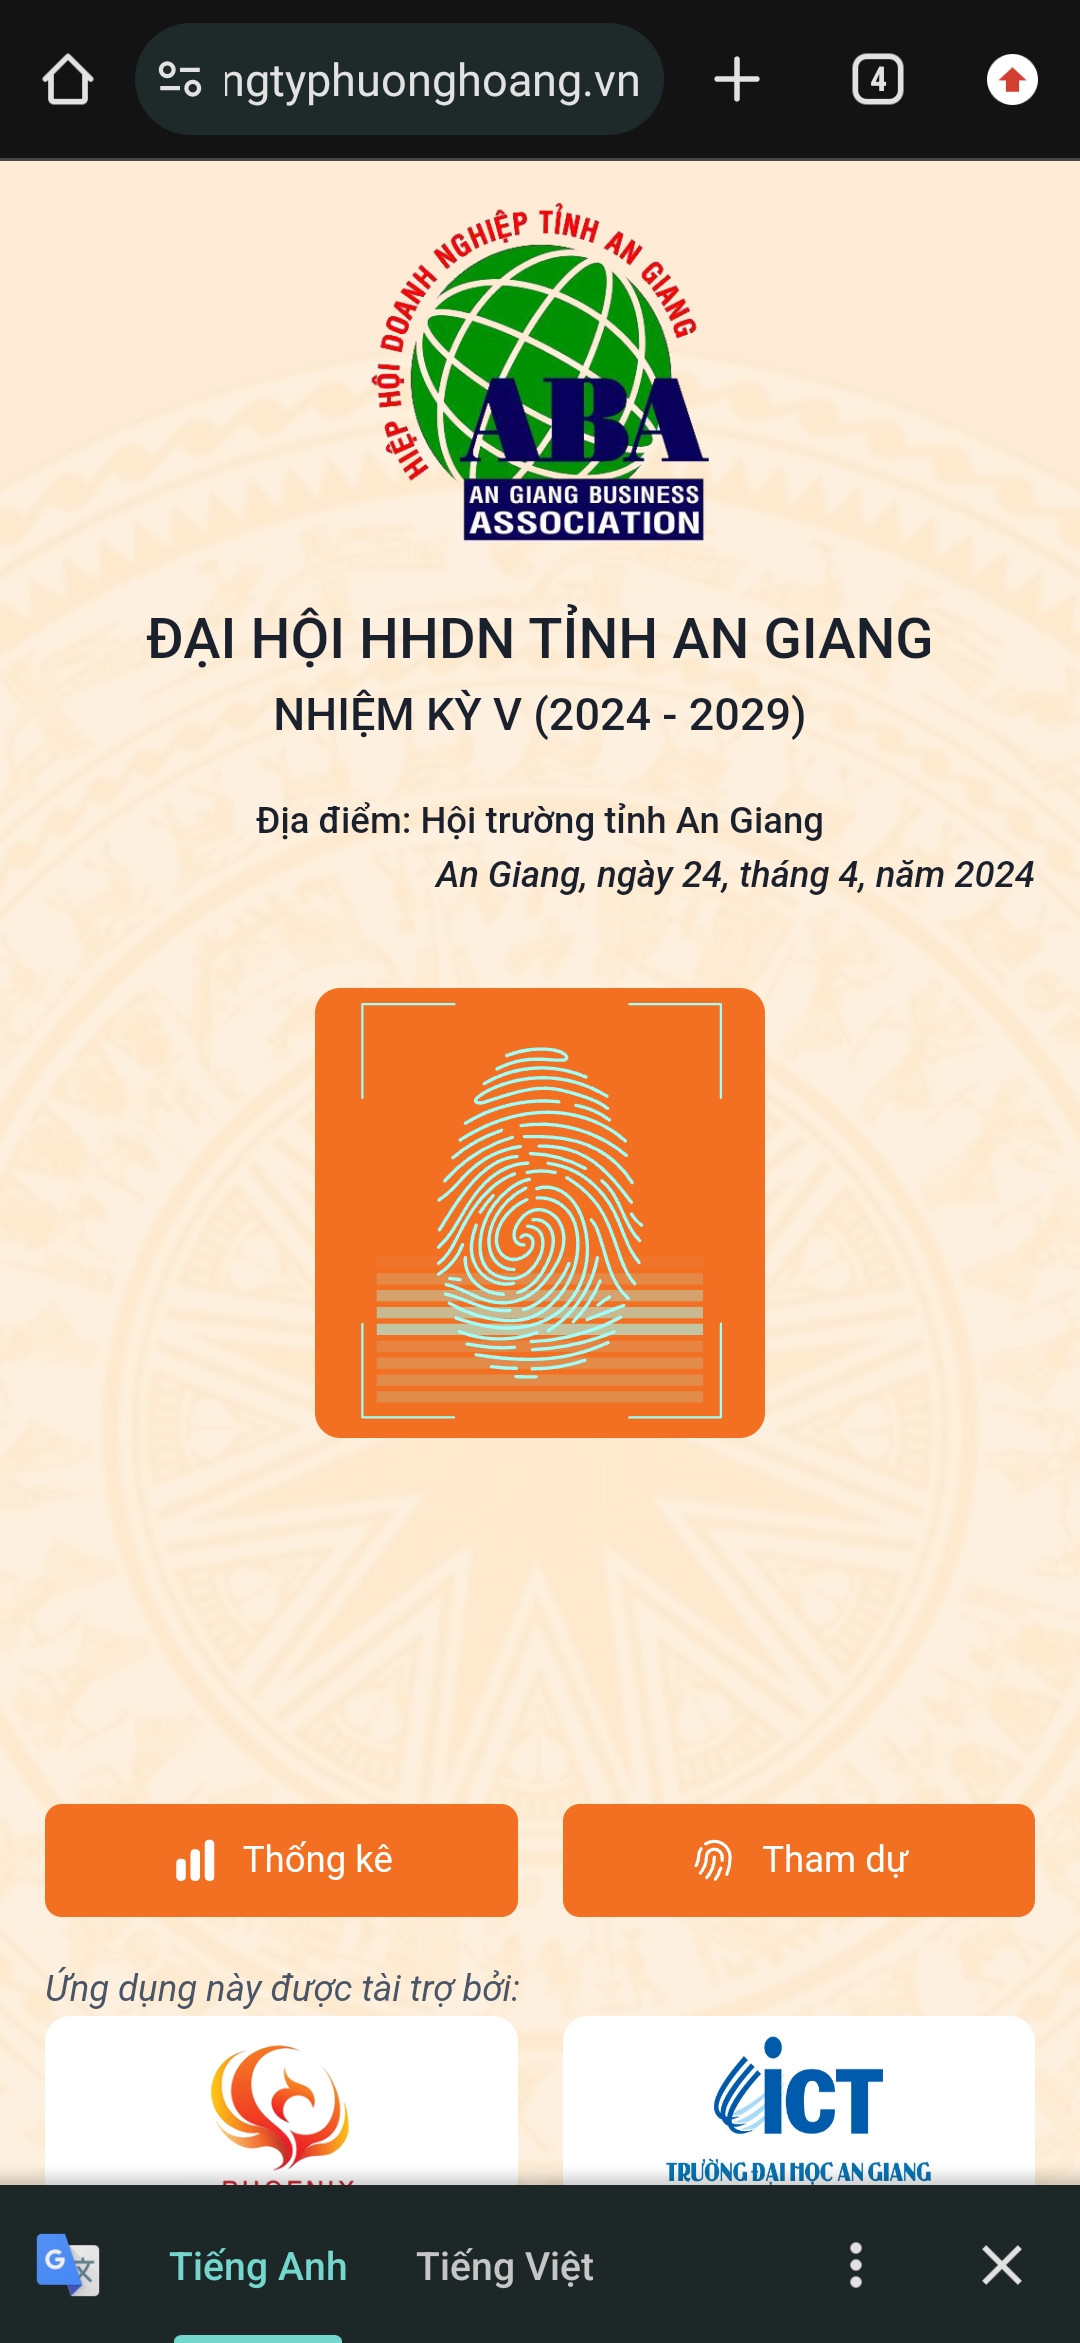 ngtyphuonghoang.vn
4
HIỆP HỘI DOANH NGHIỆP TỈNH AN GIANG
ABA
AN GIANG BUSINESS
ASSOCIATION
ĐẠI HỘI HHDN TỈNH AN GIANG
NHIỆM KỲ V (2024 - 2029)
Địa điểm: Hội trường tỉnh An Giang
An Giang, ngày 24, tháng 4, năm 2024
Thống kê
Tham dự
Ứng dụng này được tài trợ bởi:
PHOENIX
iCT
TRƯỜNG ĐẠI HỌC AN GIANG
G 文
Tiếng Anh
Tiếng Việt